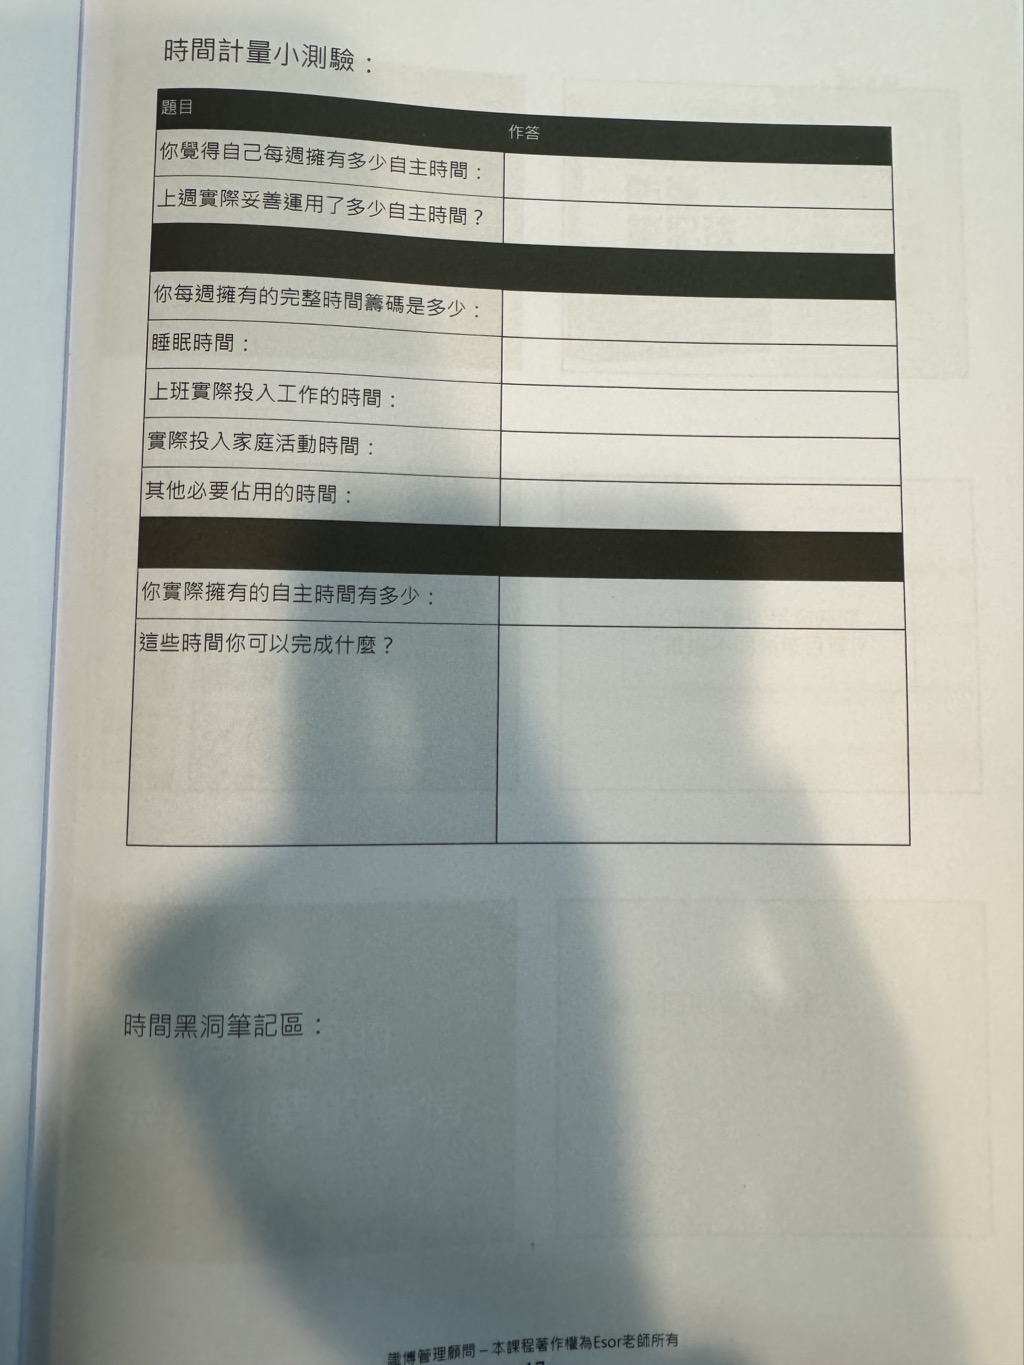 時間計量小測驗：
題目
作答
你覺得自己每週擁有多少自主時間：
上週實際妥善運用了多少自主時間？
你每週擁有的完整時間籌碼是多少：
睡眠時間：
上班實際投入工作的時間：
實際投入家庭活動時間：
其他必要佔用的時間：
你實際擁有的自主時間有多少：
這些時間你可以完成什麼？
時間黑洞筆記區：
識博管理顧問－本課程著作權為Esor老師所有